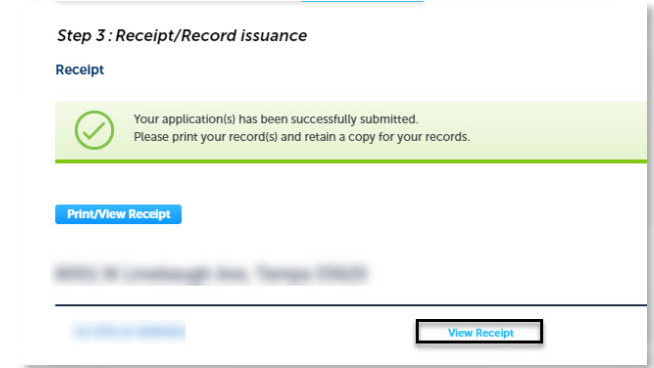 Step 3 : Receipt/Record issuance
Receipt
Your application(s) has been successfully submitted.
Please print your record(s) and retain a copy for your records.
Print/View Receipt
View Receipt